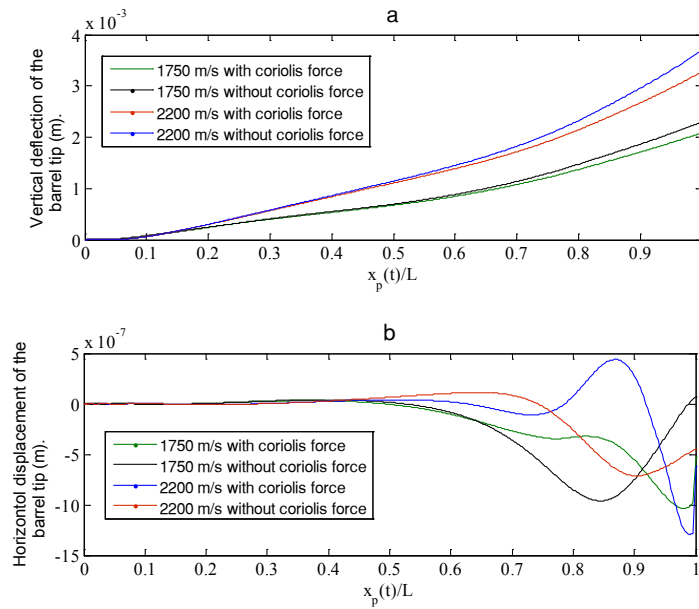 a
x 10^-3
4
3
2
1
0
Vertical deflection of the
barrel tip (m).
1750 m/s with coriolis force
1750 m/s without coriolis force
2200 m/s with coriolis force
2200 m/s without coriolis force
0 0.1 0.2 0.3 0.4 0.5 0.6 0.7 0.8 0.9
x_p(t)/L
b
x 10^-7
5
0
-5
-10
-15
Horizontol displacement of the
barrel tip (m).
1750 m/s with coriolis force
1750 m/s without coriolis force
2200 m/s with coriolis force
2200 m/s without coriolis force
0 0.1 0.2 0.3 0.4 0.5 0.6 0.7 0.8 0.9 1
x_p(t)/L